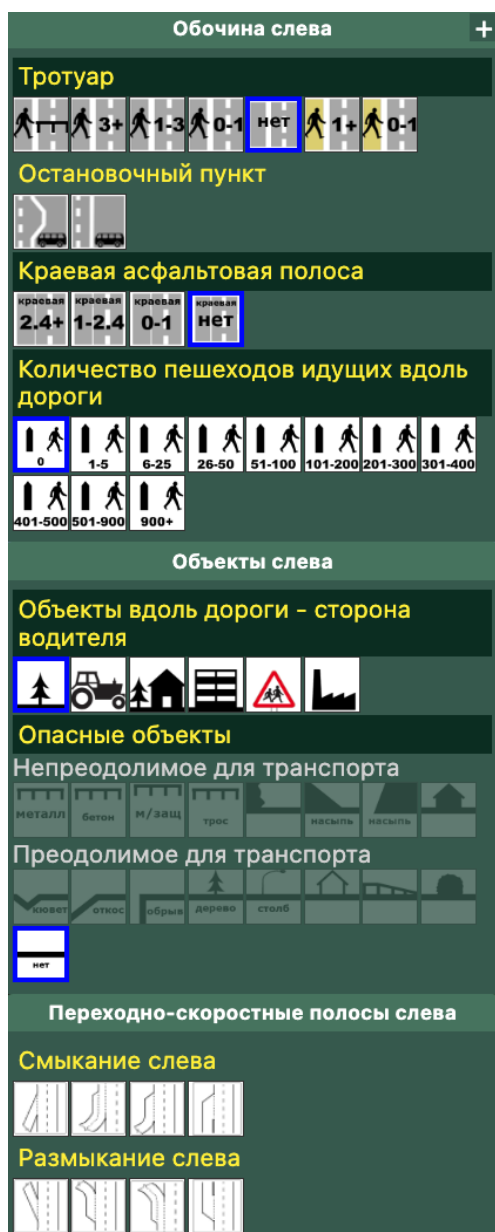 Обочина слева +
Тротуар
3+ 1-3 0-1 нет 1+ 0-1
Остановочный пункт
Краевая асфальтовая полоса
краевая краевая краевая краевая
2.4+ 1-2.4 0-1 нет
Количество пешеходов идущих вдоль
дороги
0 1-5 6-25 26-50 51-100 101-200 201-300 301-400
401-500 501-900 900+
Объекты слева
Объекты вдоль дороги - сторона
водителя
Опасные объекты
Непреодолимое для транспорта
металл бетон м/защ трос насыпь насыпь
Преодолимое для транспорта
кювет откос обрыв дерево столб
нет
Переходно-скоростные полосы слева
Смыкание слева
Размыкание слева